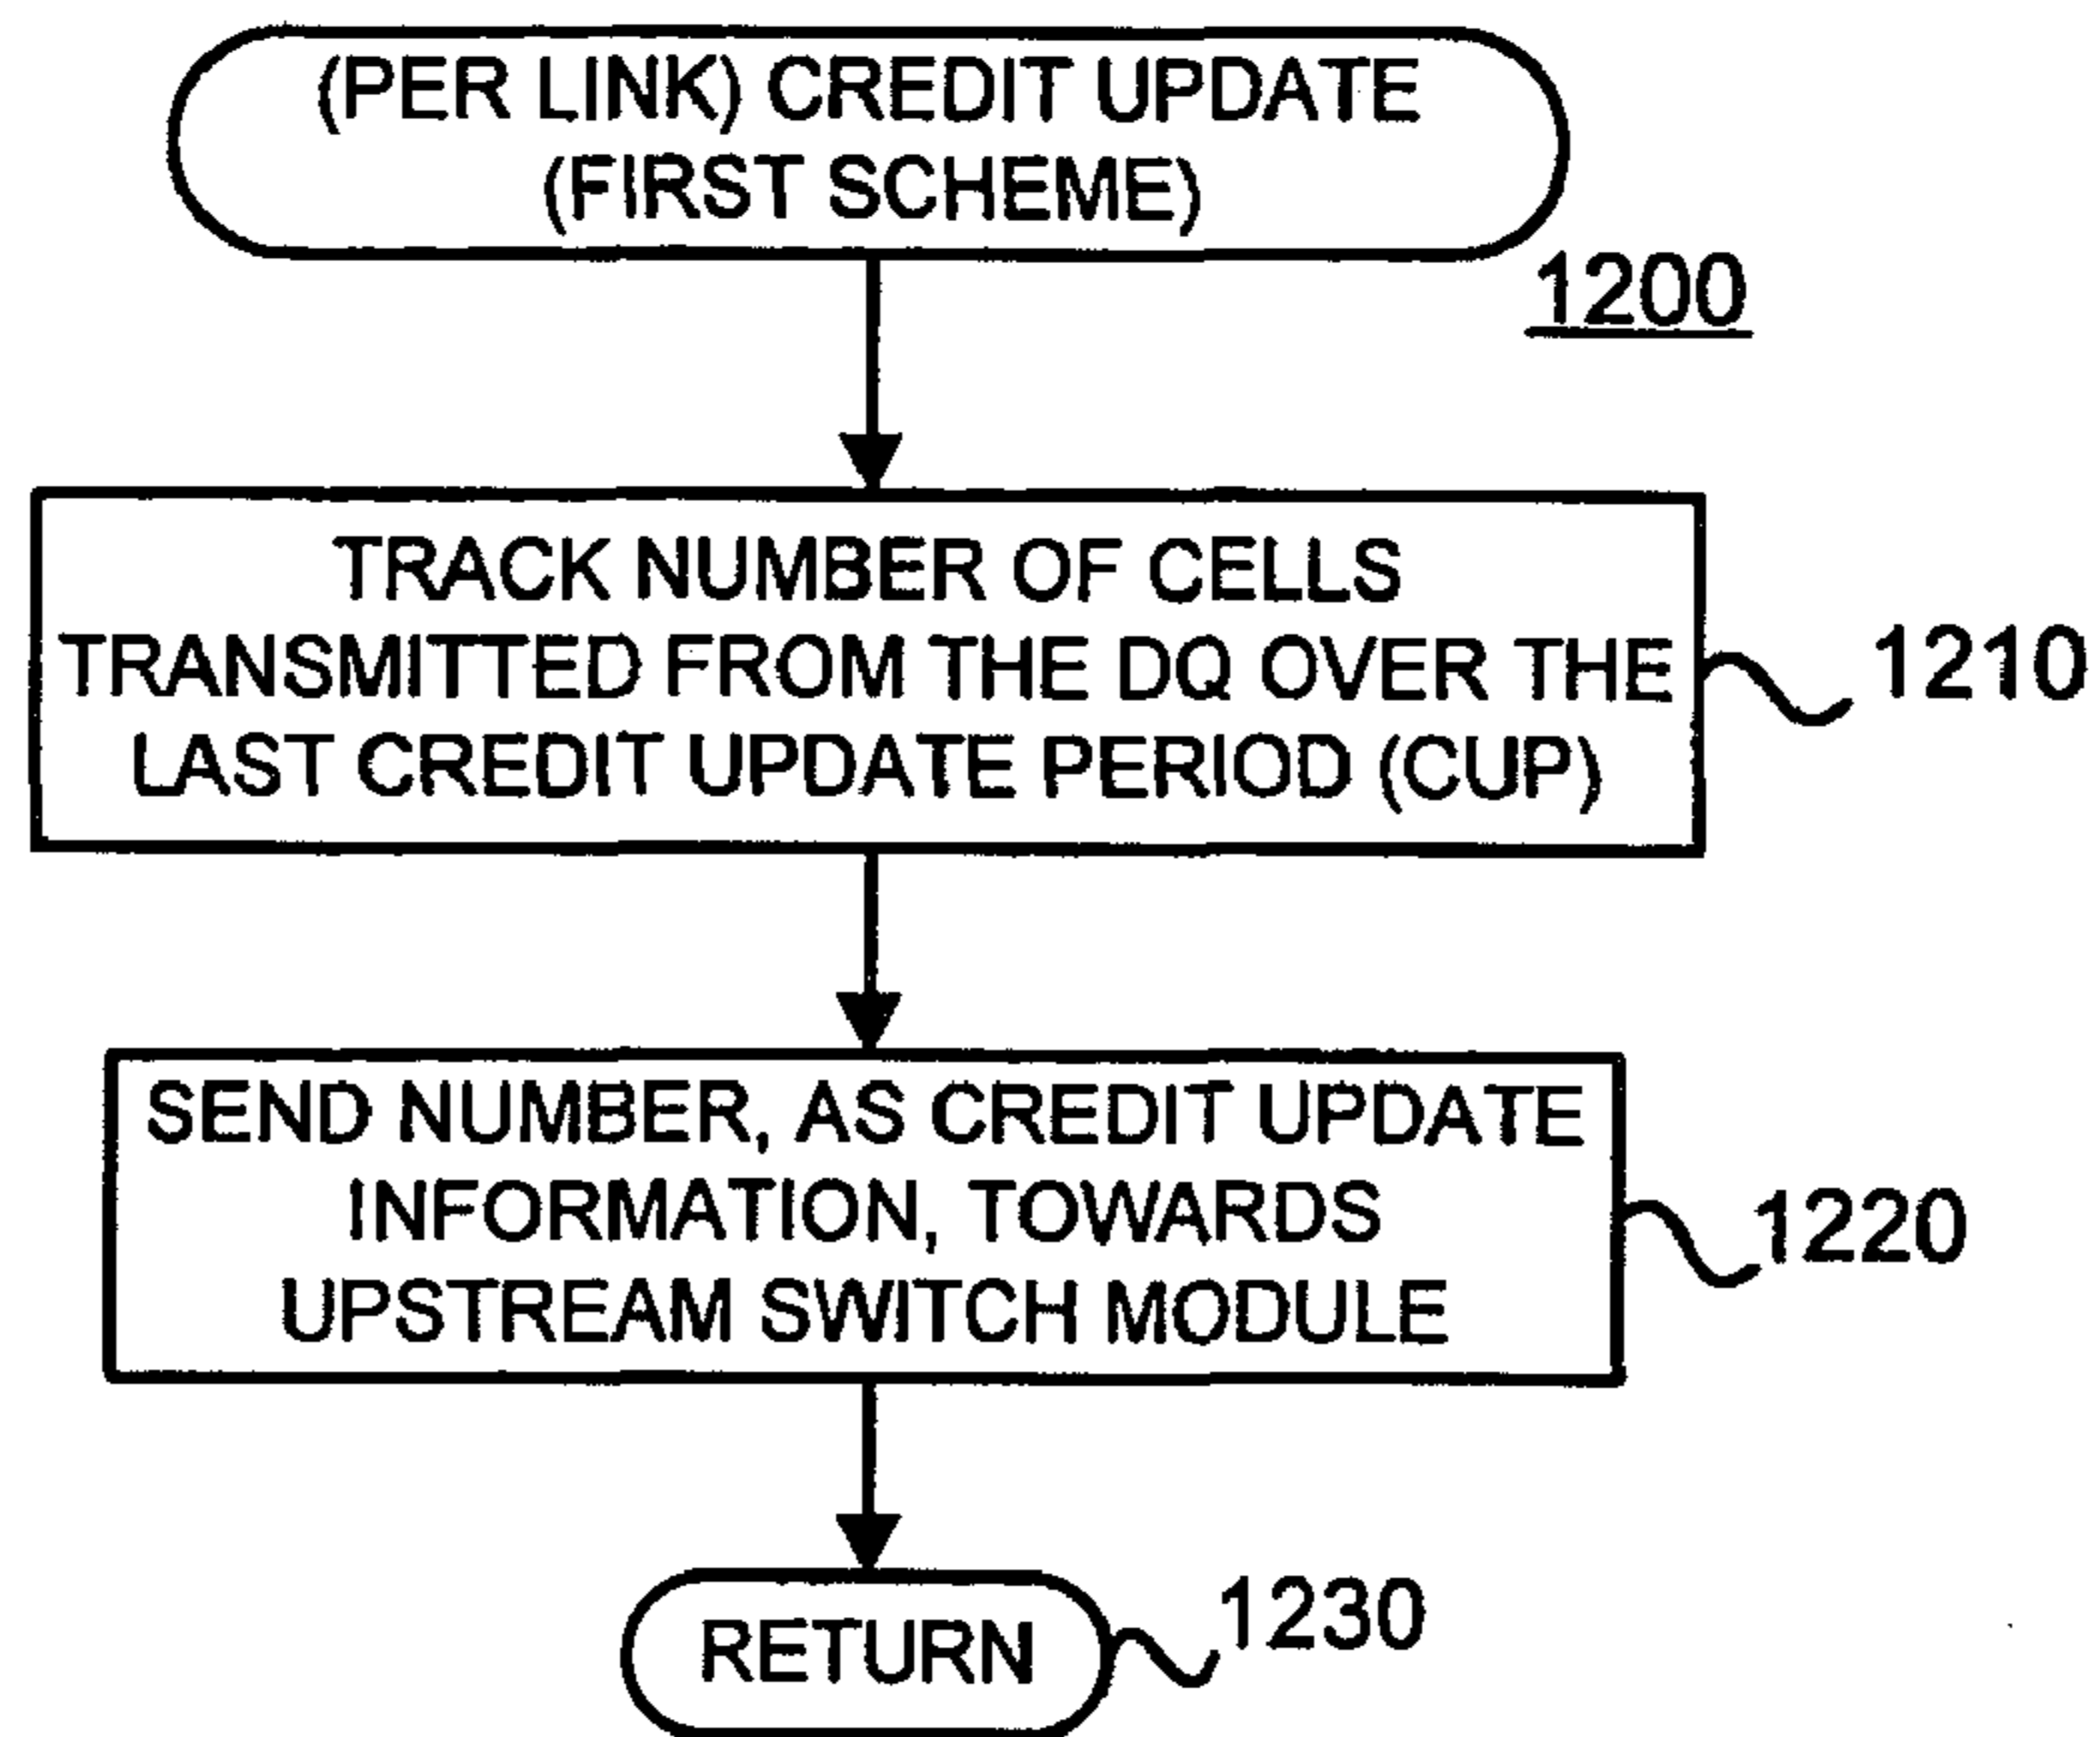 (PER LINK) CREDIT UPDATE
(FIRST SCHEME)
1200
TRACK NUMBER OF CELLS
TRANSMITTED FROM THE DQ OVER THE
LAST CREDIT UPDATE PERIOD (CUP)
1210
SEND NUMBER, AS CREDIT UPDATE
INFORMATION, TOWARDS
UPSTREAM SWITCH MODULE
1220
RETURN
1230